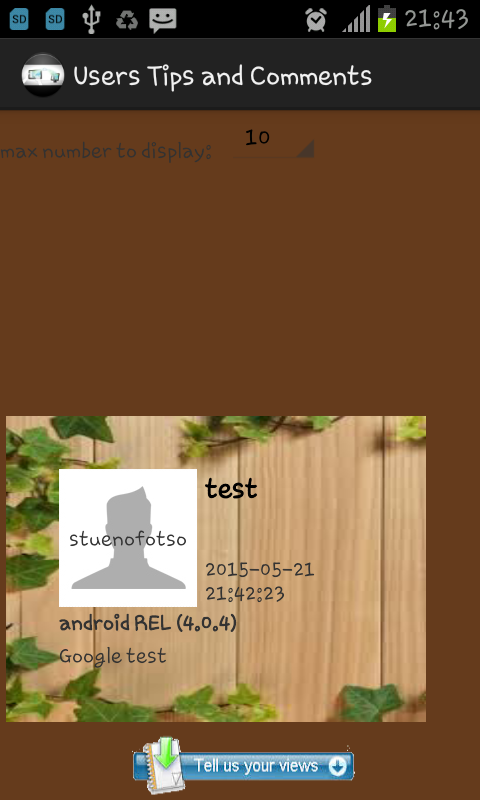 SD SD 21:43
Users Tips and Comments
max number to display: 10
test
stuenofotso
2015-05-21
21:42:23
android REL (4.0.4)
Google test
Tell us your views